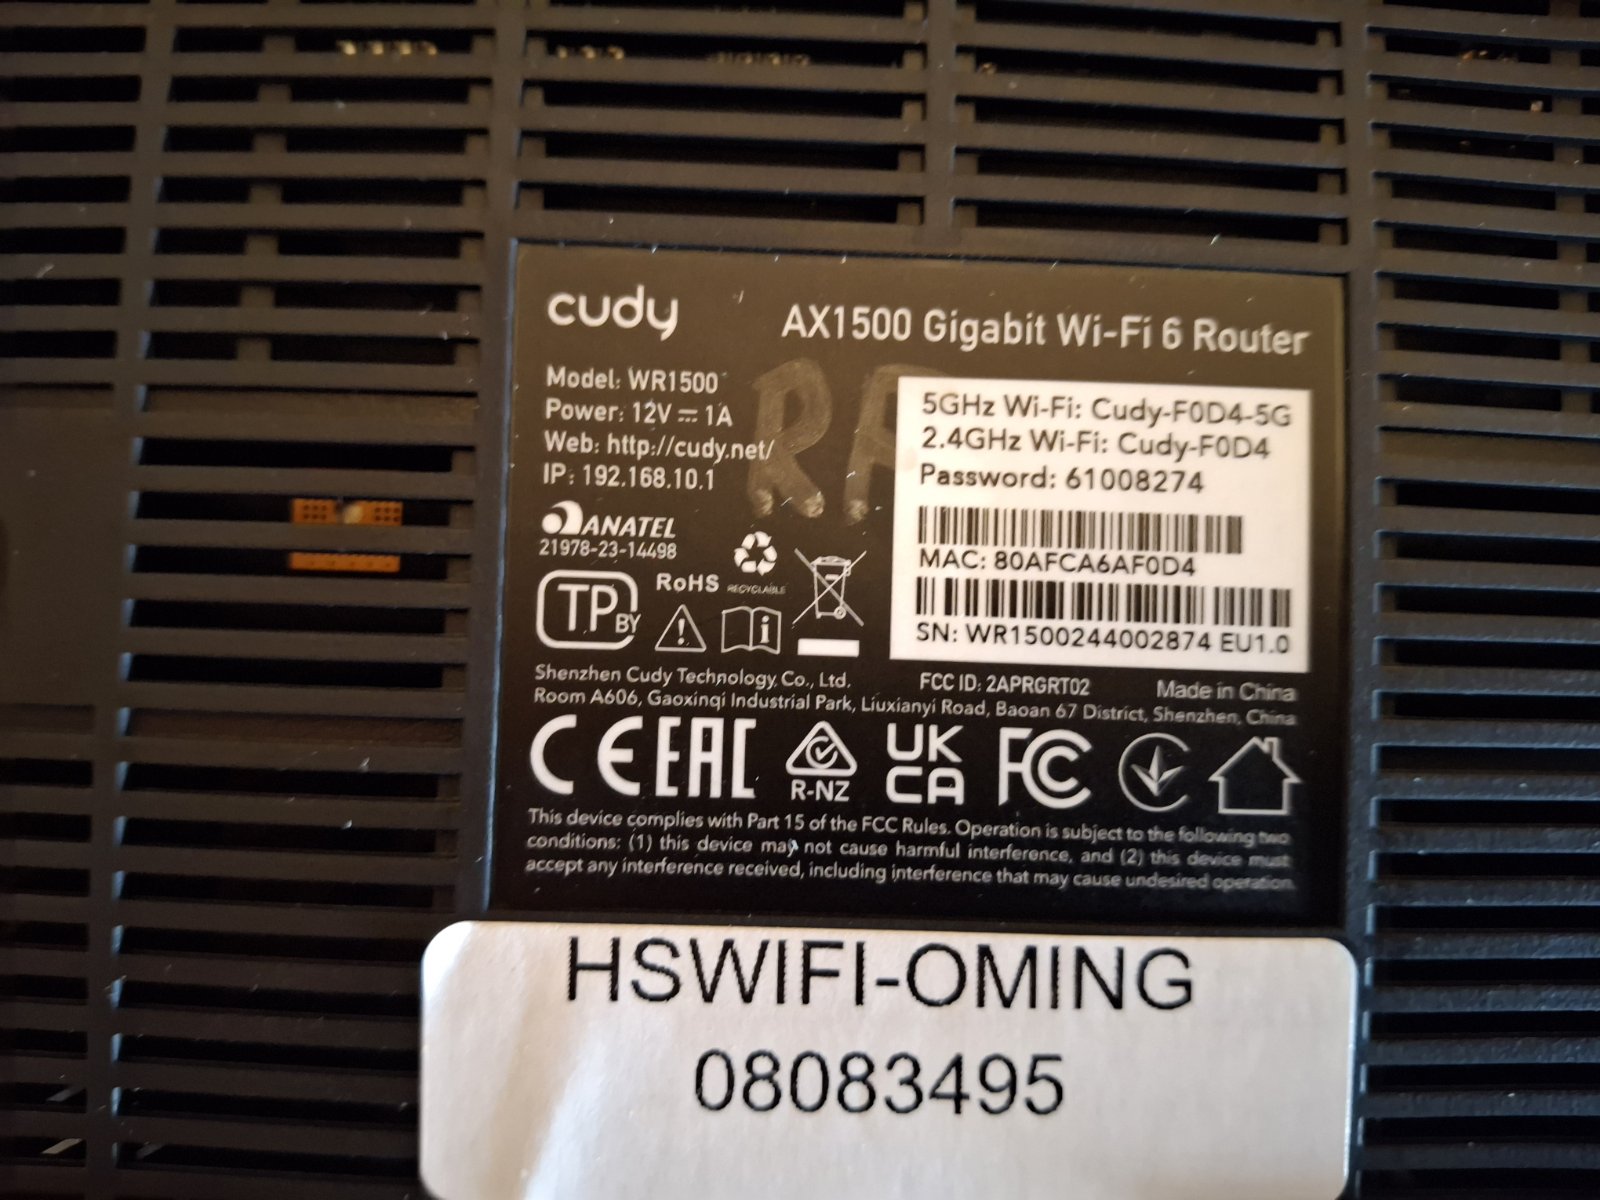 cudy
AX1500 Gigabit Wi-Fi 6 Router
Model: WR1500
Power: 12V ⎓ 1A
Web: http://cudy.net/
IP: 192.168.10.1
5GHz Wi-Fi: Cudy-F0D4-5G
2.4GHz Wi-Fi: Cudy-F0D4
Password: 61008274
MAC: 80AFCA6AF0D4
SN: WR1500244002874 EU1.0
ANATEL
21978-23-14498
RoHS
RECYCLABLE
TP BY
Shenzhen Cudy Technology Co., Ltd.
FCC ID: 2APRGRT02
Made in China
Room A606, Gaoxinqi Industrial Park, Liuxianyi Road, Baoan 67 District, Shenzhen, China
CE EAC
R-NZ
UK
CA
FC
This device complies with Part 15 of the FCC Rules. Operation is subject to the following two
conditions: (1) this device may not cause harmful interference, and (2) this device must
accept any interference received, including interference that may cause undesired operation.
HSWIFI-OMING
08083495